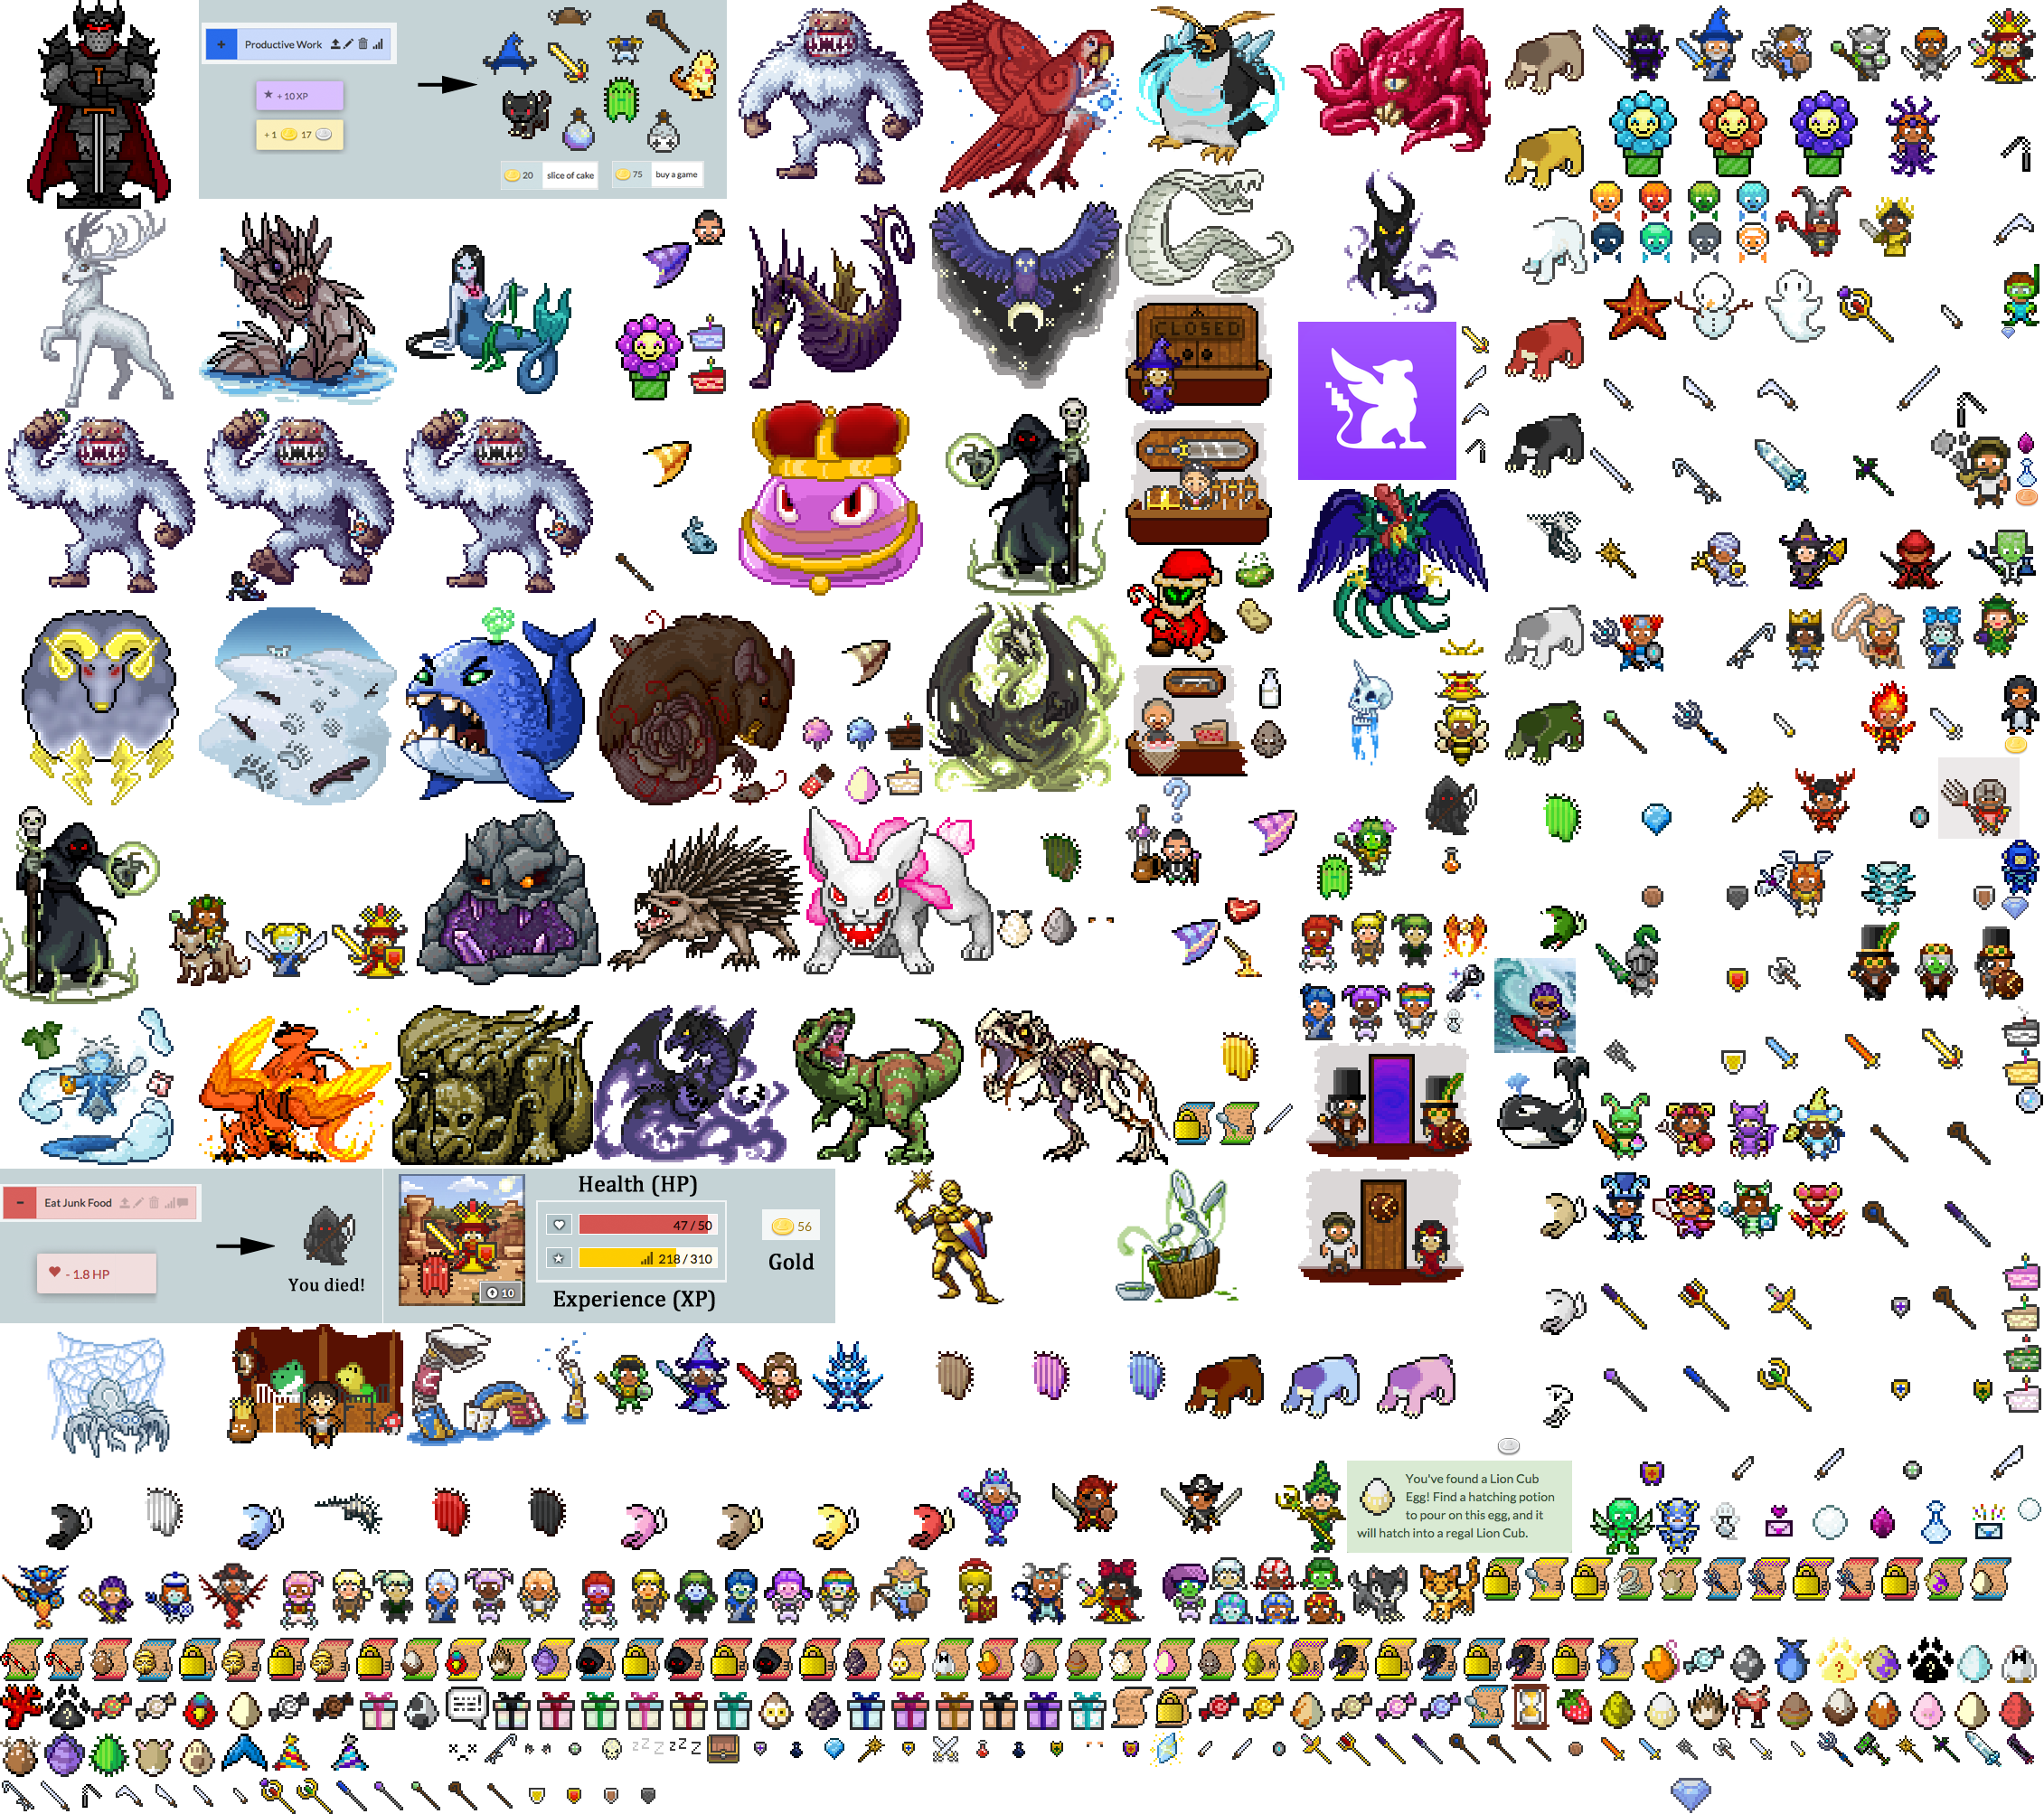 Productive Work
+ 10 XP
+ 1 17
20 slice of cake
75 buy a game
CLOSED
Eat Junk Food
- 1.8 HP
You died!
Health (HP)
47 / 50
218 / 310
10
Experience (XP)
56
Gold
You've found a Lion Cub
Egg! Find a hatching potion
to pour on this egg, and it
will hatch into a regal Lion Cub.